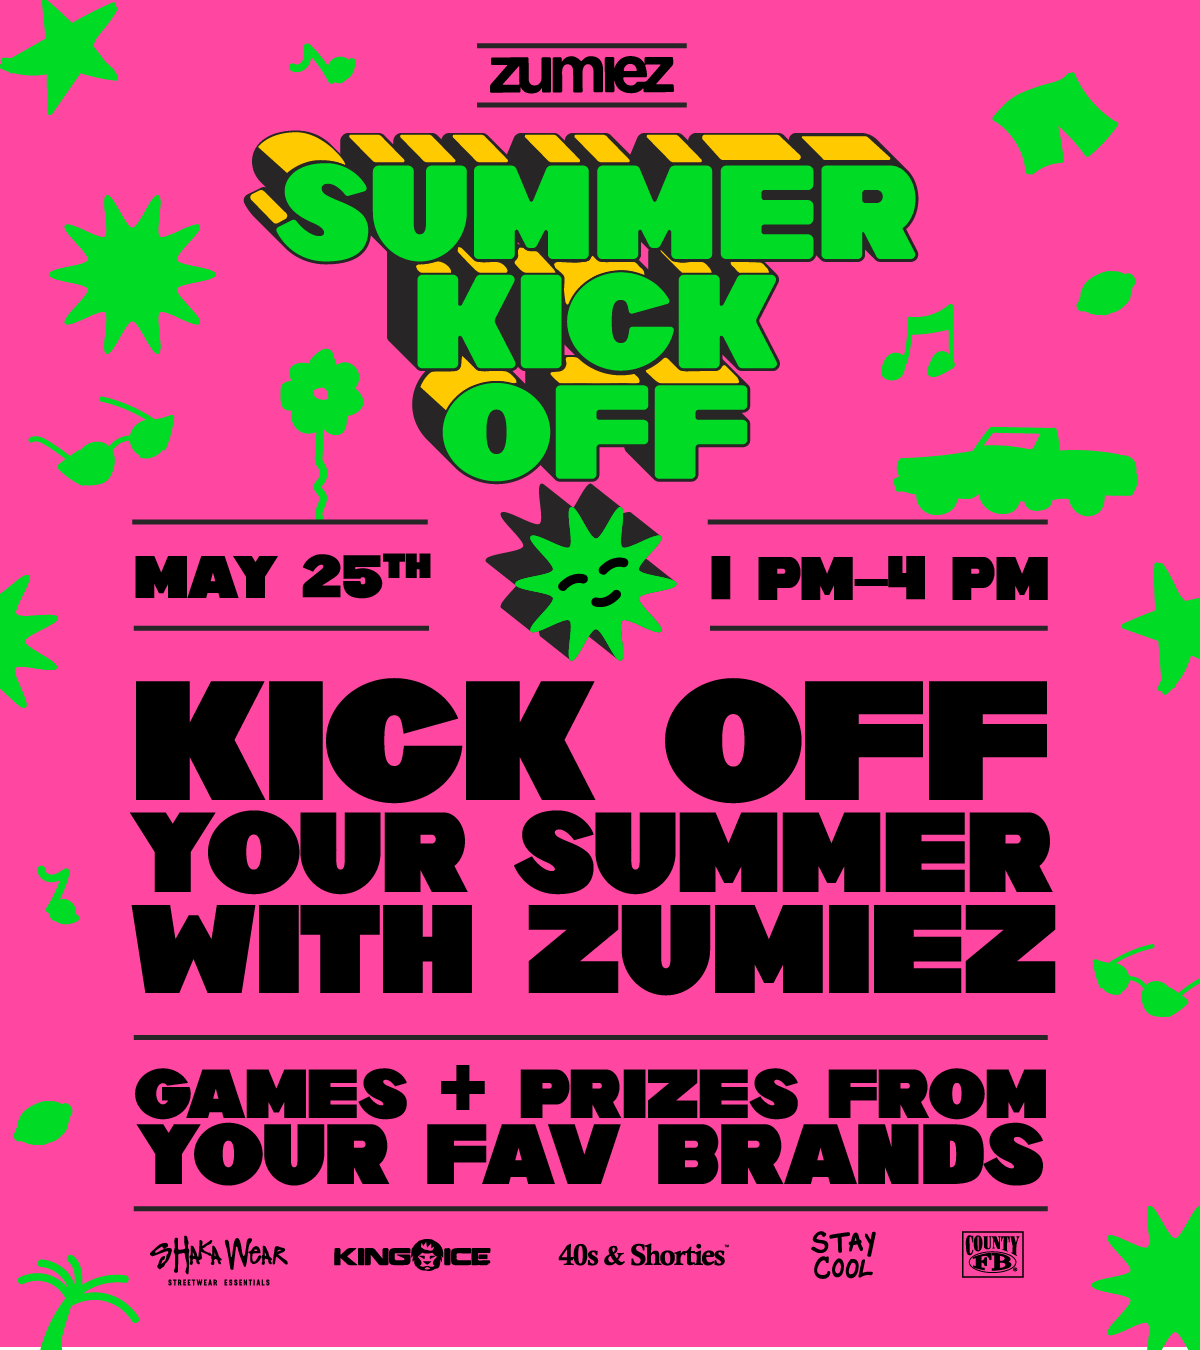 zumiez
SUMMER
KICK
OFF
MAY 25TH
1 PM–4 PM
KICK OFF
YOUR SUMMER
WITH ZUMIEZ
GAMES + PRIZES FROM
YOUR FAV BRANDS
SHAKA WEAR
STREETWEAR ESSENTIALS
KING ICE
40s & Shorties™
STAY
COOL
COUNTY
FB®